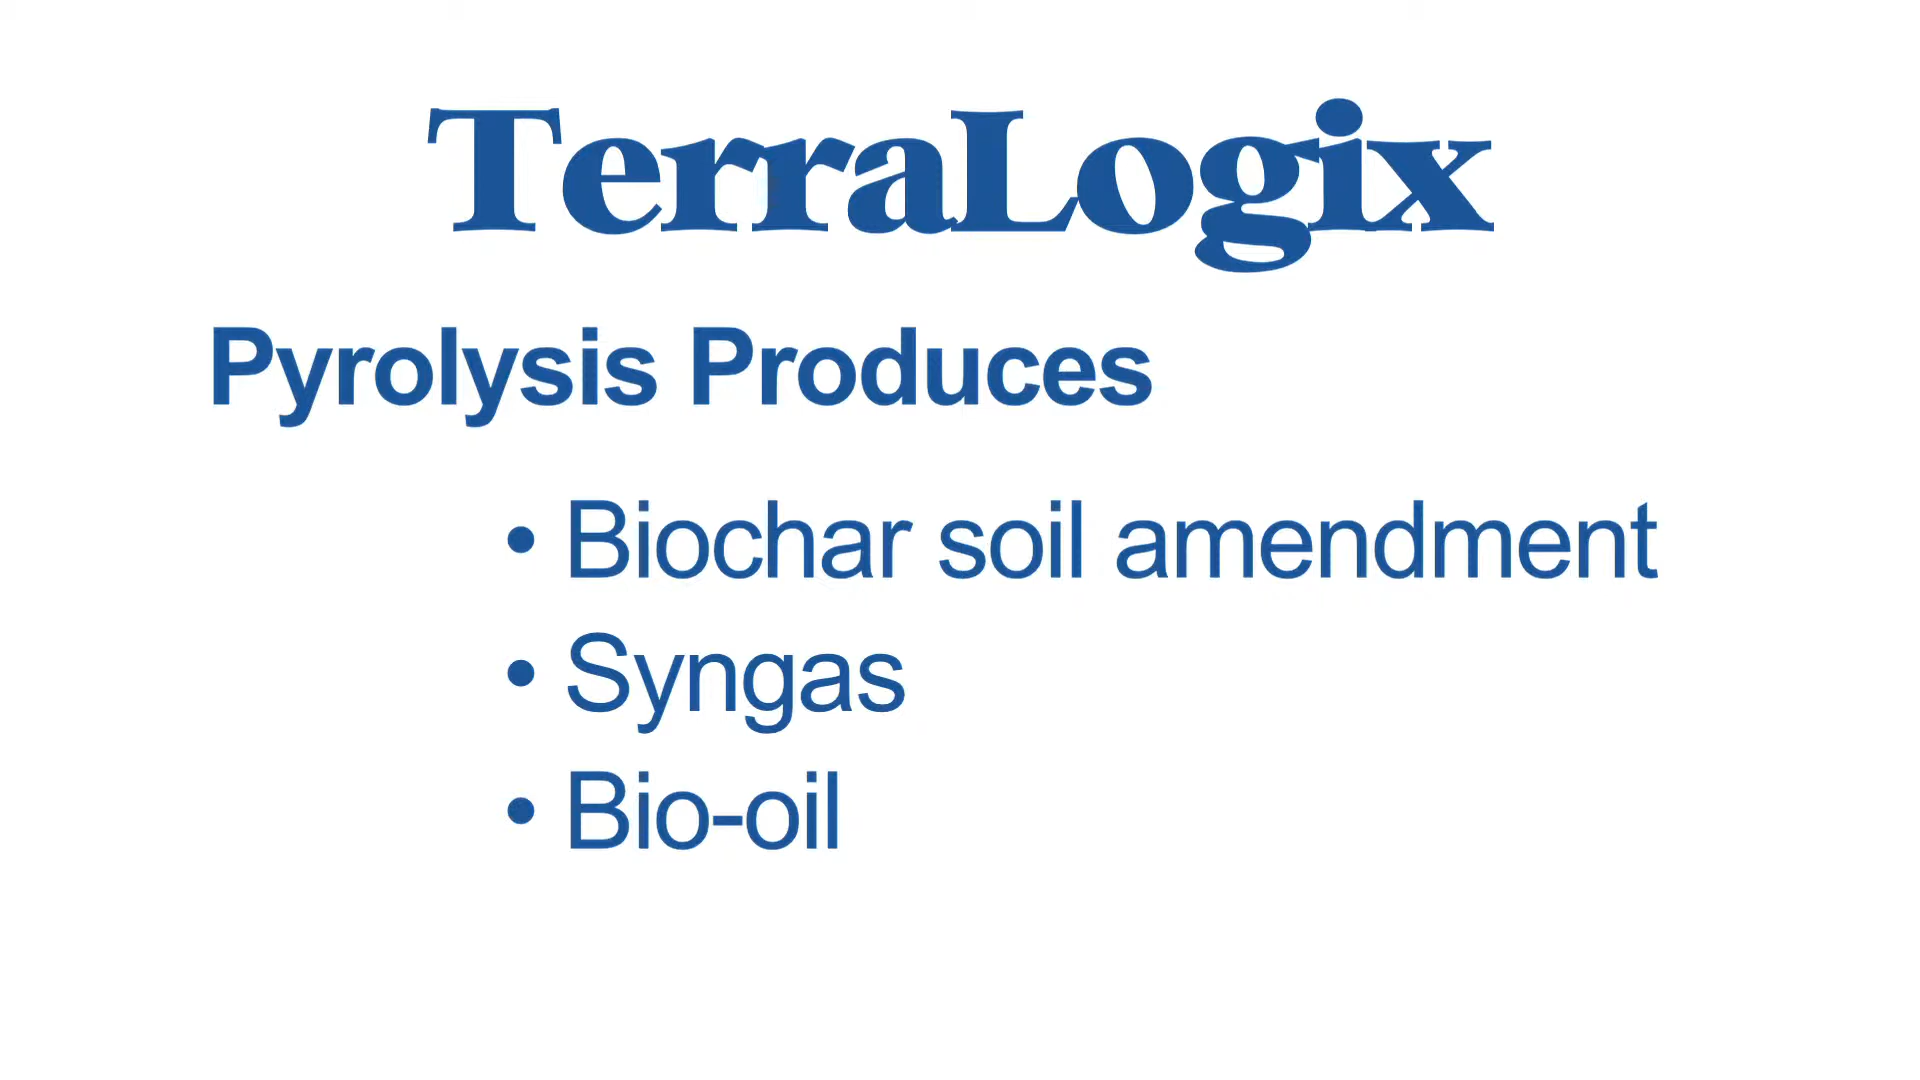 TerraLogix
Pyrolysis Produces
• Biochar soil amendment
• Syngas
• Bio-oil